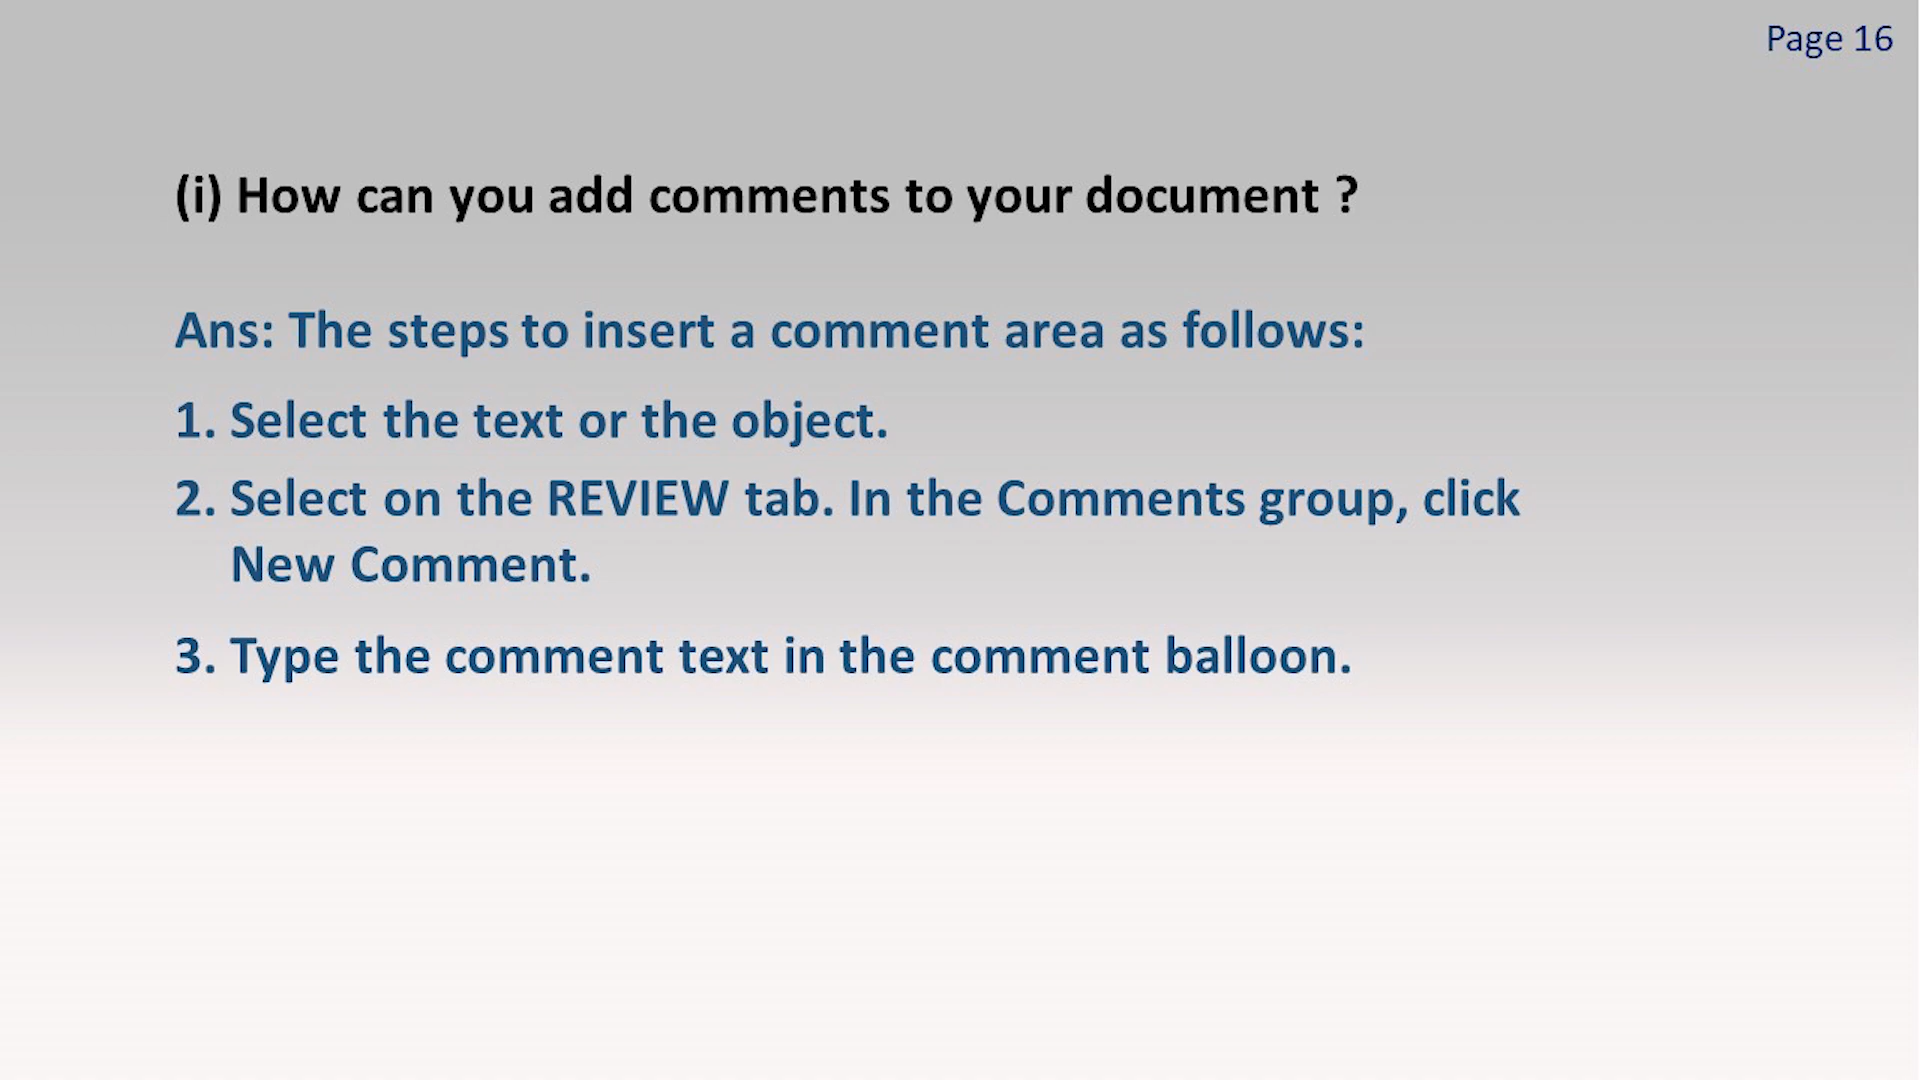 Page 16
(i) How can you add comments to your document ?
Ans: The steps to insert a comment area as follows:
1. Select the text or the object.
2. Select on the REVIEW tab. In the Comments group, click
New Comment.
3. Type the comment text in the comment balloon.